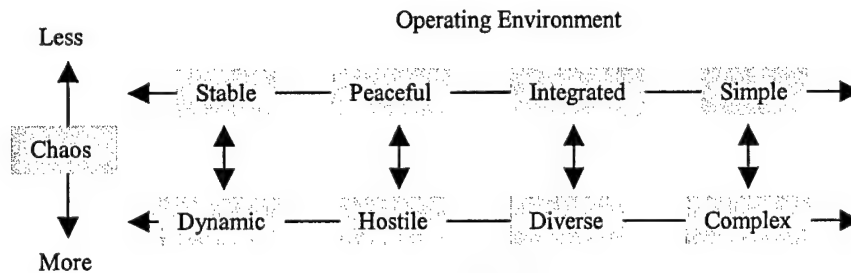 Operating Environment
Less
Stable Peaceful Integrated Simple
Chaos
Dynamic Hostile Diverse Complex
More